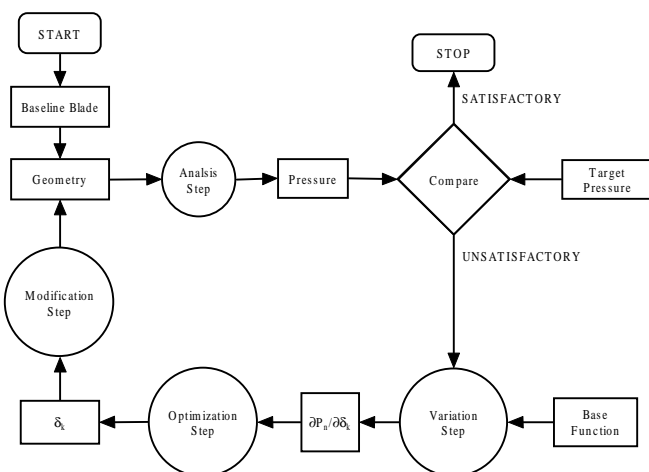 START
STOP
SATISFACTORY
Baseline Blade
Geometry
Analsis
Step
Pressure
Compare
Target
Pressure
UNSATISFACTORY
Modification
Step
δk
Optimization
Step
∂Pn/∂δk
Variation
Step
Base
Function